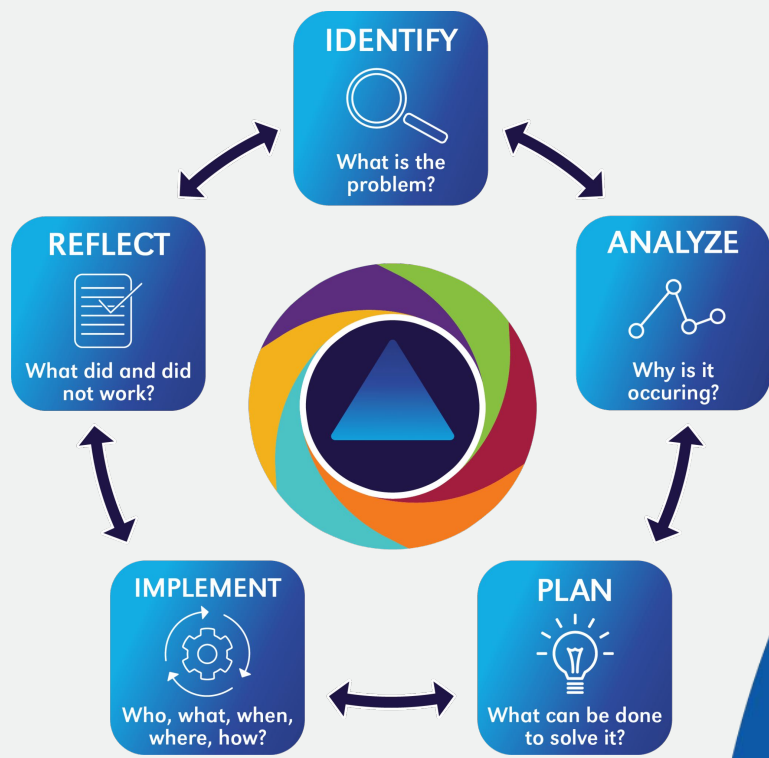 IDENTIFY
What is the
problem?
ANALYZE
Why is it
occuring?
PLAN
What can be done
to solve it?
IMPLEMENT
Who, what, when,
where, how?
REFLECT
What did and did
not work?